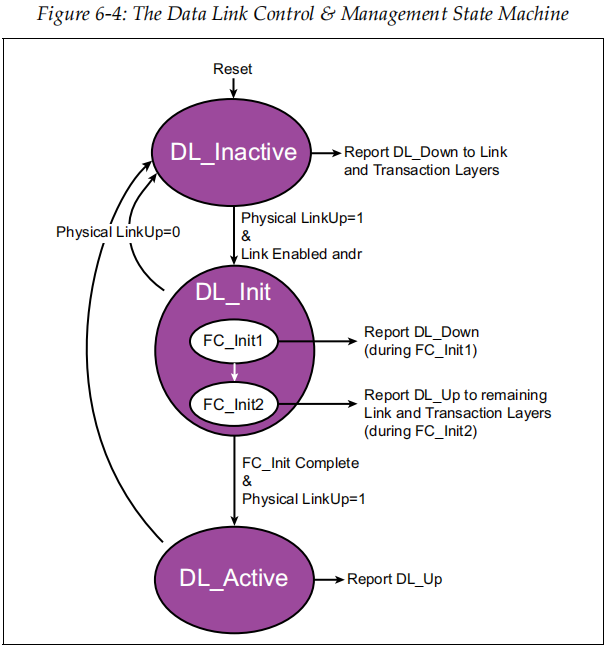 Figure 6-4: The Data Link Control & Management State Machine
Reset
DL_Inactive
Report DL_Down to Link
and Transaction Layers
Physical LinkUp=0
Physical LinkUp=1
&
Link Enabled andr
DL_Init
FC_Init1
Report DL_Down
(during FC_Init1)
FC_Init2
Report DL_Up to remaining
Link and Transaction Layers
(during FC_Init2)
FC_Init Complete
&
Physical LinkUp=1
DL_Active
Report DL_Up